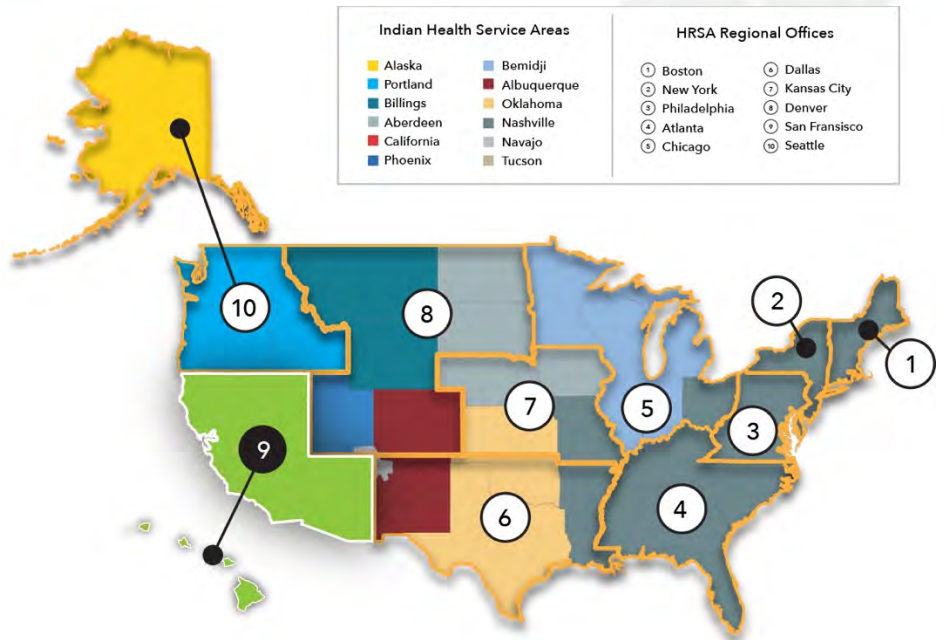 Indian Health Service Areas
Alaska
Portland
Billings
Aberdeen
California
Phoenix
Bemidji
Albuquerque
Oklahoma
Nashville
Navajo
Tucson
HRSA Regional Offices
1 Boston
2 New York
3 Philadelphia
4 Atlanta
5 Chicago
6 Dallas
7 Kansas City
8 Denver
9 San Fransisco
10 Seattle
10
8
2
1
7
5
3
9
6
4